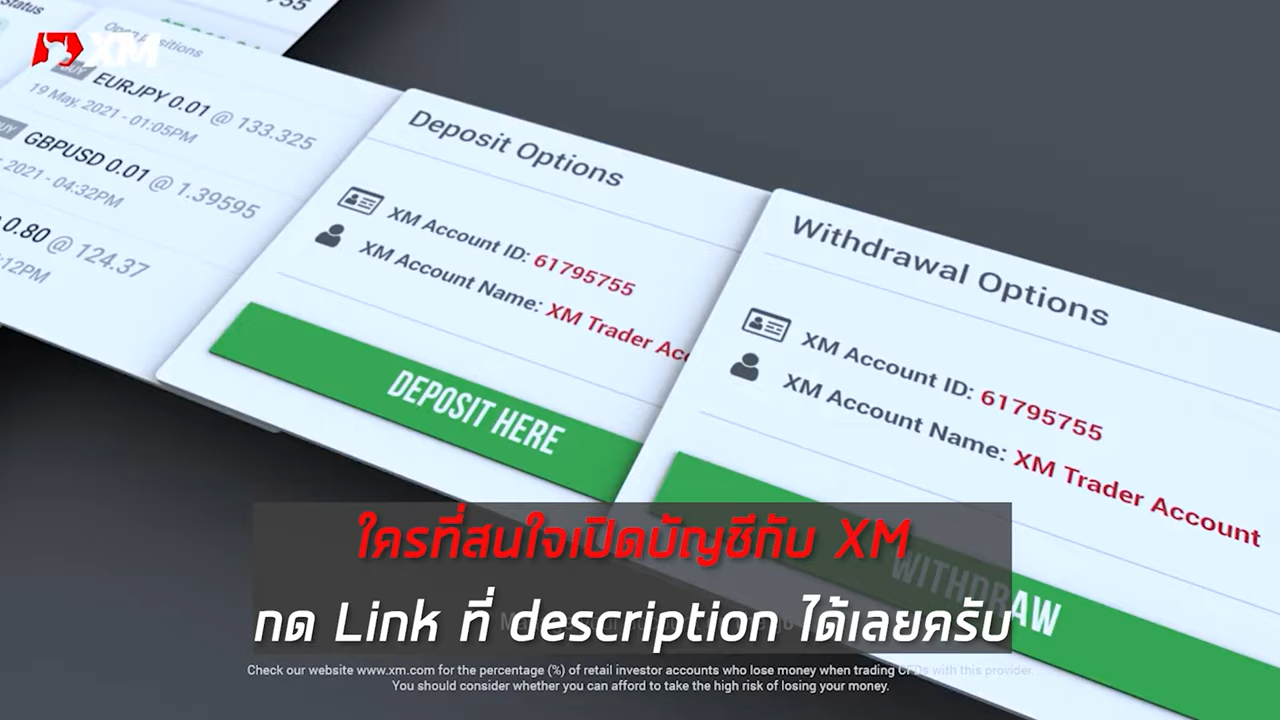 Status
XM
Open Positions
BUY EURJPY 0.01 @ 133.325
19 May, 2021 - 01:05PM
BUY GBPUSD 0.01 @ 1.39595
2021 - 04:32PM
0.80 @ 124.37
:12PM
Deposit Options
XM Account ID: 61795755
XM Account Name: XM Trader Acc
DEPOSIT HERE
Withdrawal Options
XM Account ID: 61795755
XM Account Name: XM Trader Account
WITHDRAW
ใครที่สนใจเปิดบัญชีกับ XM
กด Link ที่ description ได้เลยครับ
Check our website www.xm.com for the percentage (%) of retail investor accounts who lose money when trading CFDs with this provider.
You should consider whether you can afford to take the high risk of losing your money.